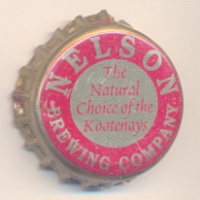 NELSON
The
Natural
Choice of the
Kootenays
BREWING COMPANY